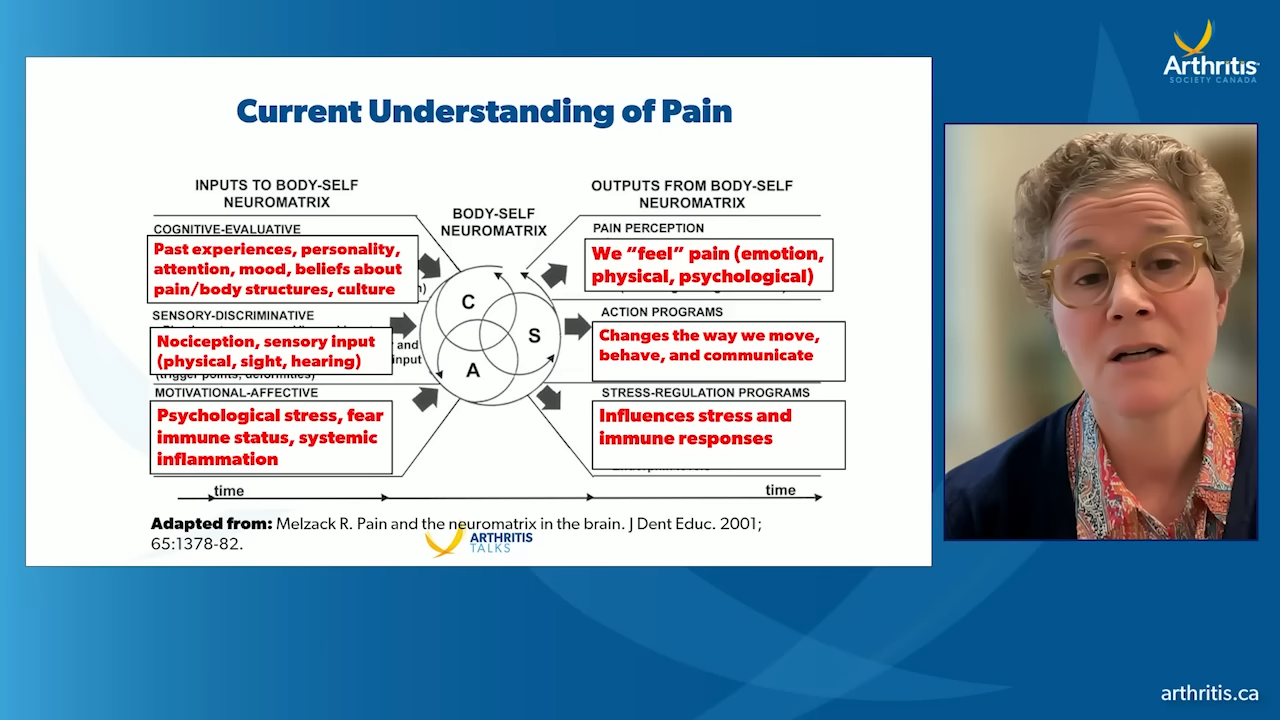 Arthritis
SOCIETY CANADA
Current Understanding of Pain
INPUTS TO BODY-SELF
NEUROMATRIX
BODY-SELF
NEUROMATRIX
OUTPUTS FROM BODY-SELF
NEUROMATRIX
COGNITIVE-EVALUATIVE
Past experiences, personality,
attention, mood, beliefs about
pain/body structures, culture
SENSORY-DISCRIMINATIVE
Nociception, sensory input
(physical, sight, hearing)
and
input
(trigger points, deformities)
MOTIVATIONAL-AFFECTIVE
Psychological stress, fear
immune status, systemic
inflammation
C
S
A
PAIN PERCEPTION
We “feel” pain (emotion,
physical, psychological)
ACTION PROGRAMS
Changes the way we move,
behave, and communicate
STRESS-REGULATION PROGRAMS
Influences stress and
immune responses
time
time
Adapted from: Melzack R. Pain and the neuromatrix in the brain. J Dent Educ. 2001;
65:1378-82.
ARTHRITIS
TALKS
arthritis.ca